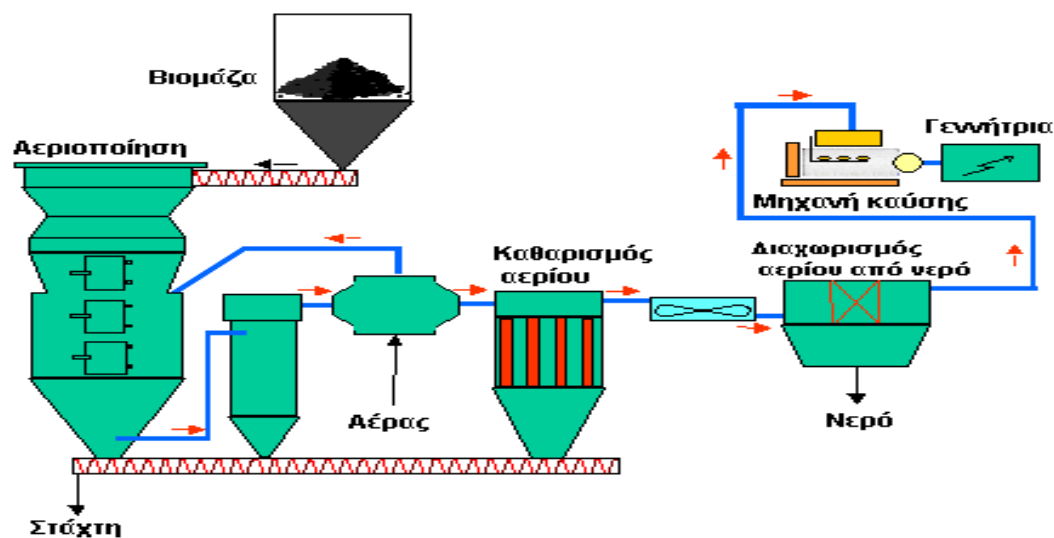 Βιομάζα
Αεριοποίηση
Γεννήτρια
Μηχανή καύσης
Καθαρισμός
αερίου
Διαχωρισμός
αερίου από νερό
Αέρας
Νερό
Στάχτη